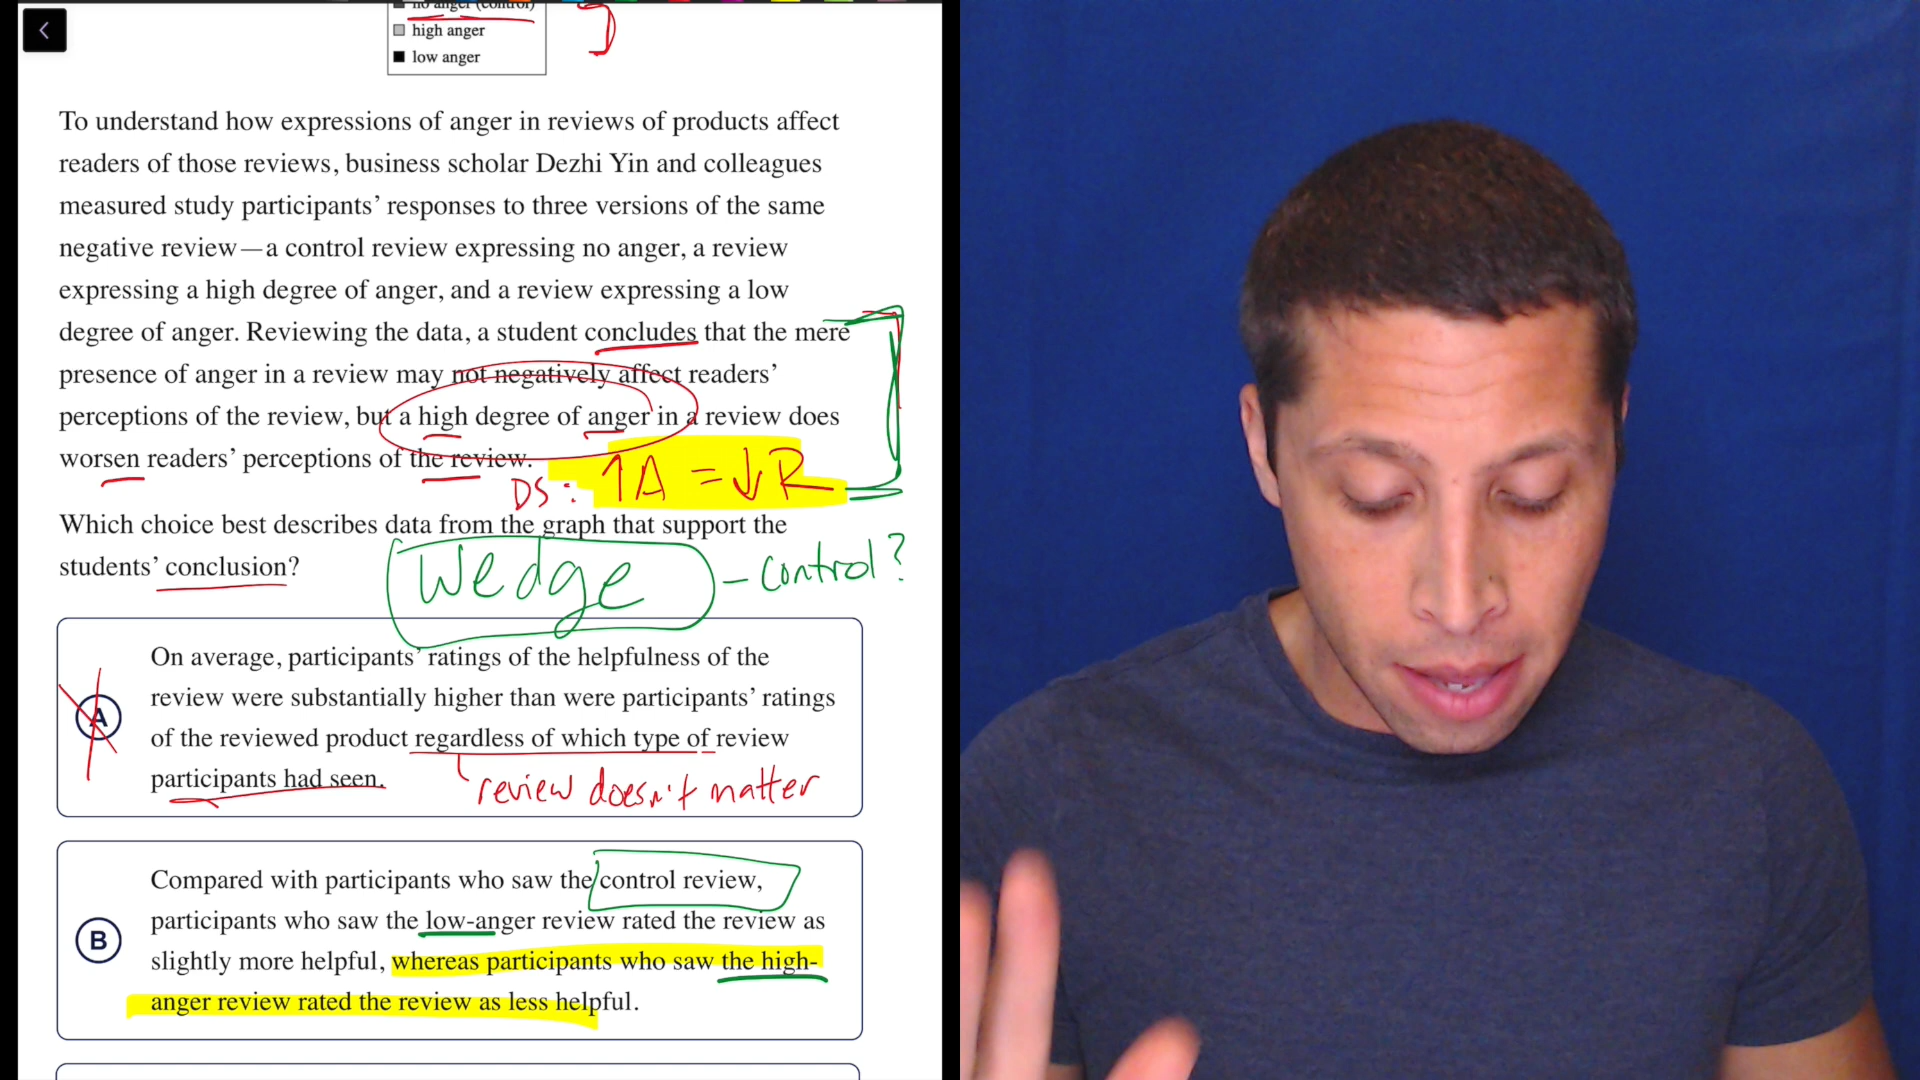 no anger (control)
high anger
low anger
To understand how expressions of anger in reviews of products affect
readers of those reviews, business scholar Dezhi Yin and colleagues
measured study participants’ responses to three versions of the same
negative review—a control review expressing no anger, a review
expressing a high degree of anger, and a review expressing a low
degree of anger. Reviewing the data, a student concludes that the mere
presence of anger in a review may not negatively affect readers’
perceptions of the review, but a high degree of anger in a review does
worsen readers’ perceptions of the review.
DS: ↑A = ↓R
Which choice best describes data from the graph that support the
students’ conclusion?
Wedge – control?
On average, participants’ ratings of the helpfulness of the
review were substantially higher than were participants’ ratings
A
of the reviewed product regardless of which type of review
participants had seen.
review doesn't matter
Compared with participants who saw the control review,
participants who saw the low-anger review rated the review as
B
slightly more helpful, whereas participants who saw the high-
anger review rated the review as less helpful.